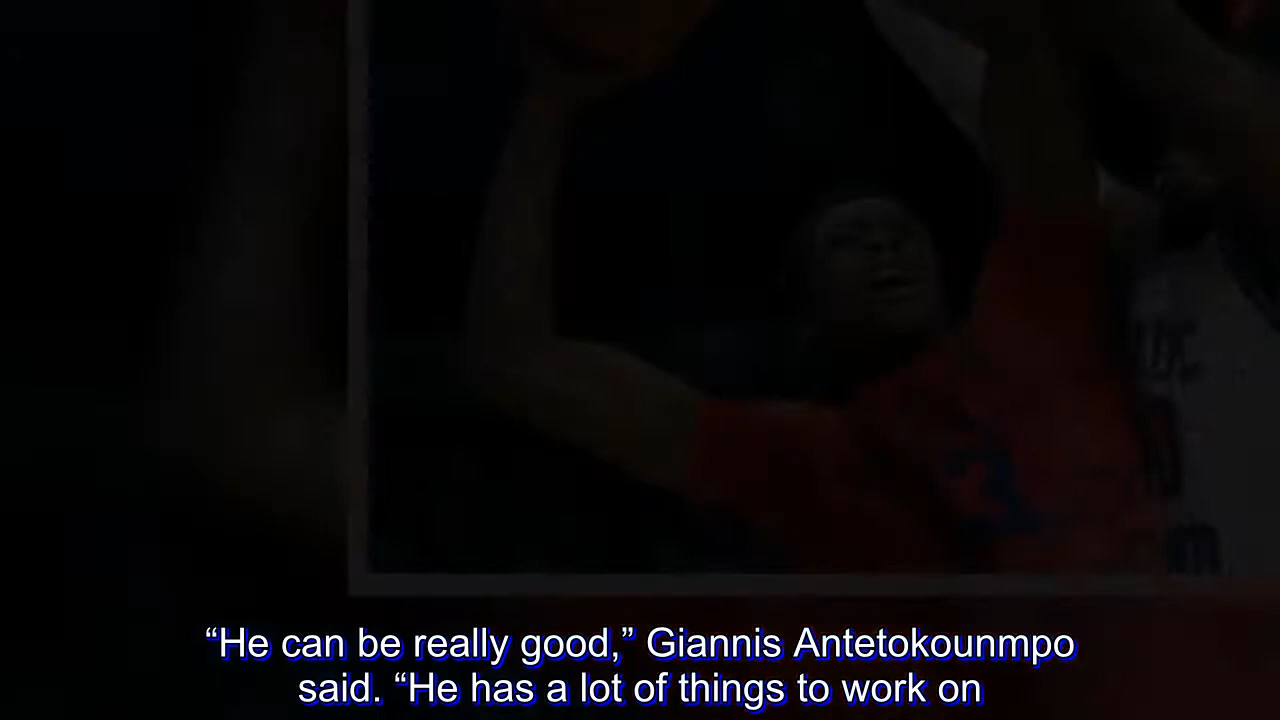 “He can be really good,” Giannis Antetokounmpo
said. “He has a lot of things to work on